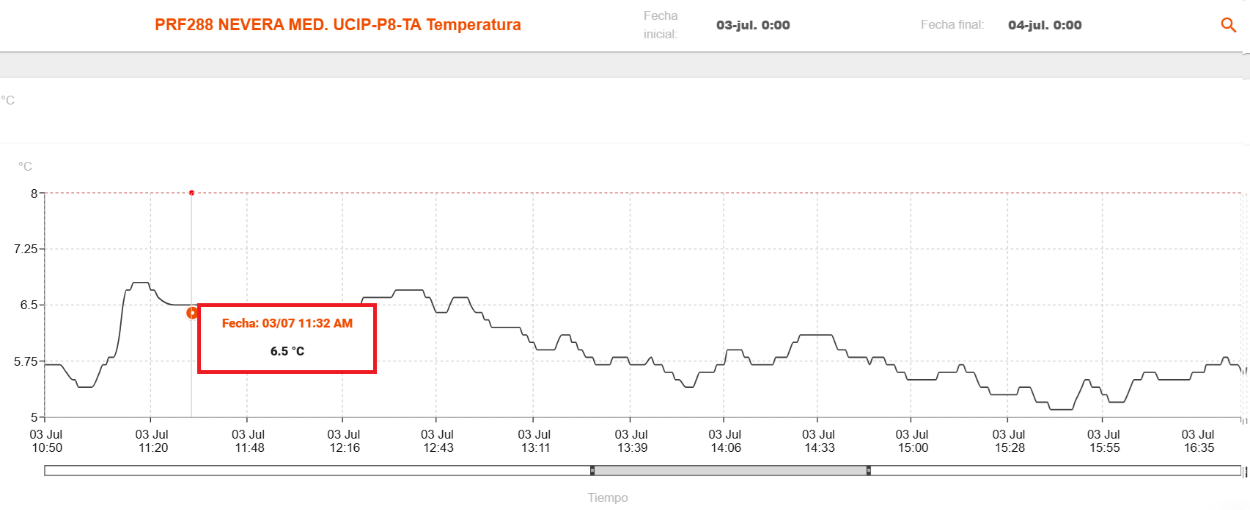 PRF288 NEVERA MED. UCIP-P8-TA Temperatura
Fecha
inicial:
03-jul. 0:00
Fecha final:
04-jul. 0:00
°C
°C
8
7.25
6.5
5.75
5
Fecha: 03/07 11:32 AM
6.5 °C
03 Jul 03 Jul 03 Jul 03 Jul 03 Jul 03 Jul 03 Jul 03 Jul 03 Jul 03 Jul 03 Jul 03 Jul 03 Jul
10:50 11:20 11:48 12:16 12:43 13:11 13:39 14:06 14:33 15:00 15:28 15:55 16:35
Tiempo